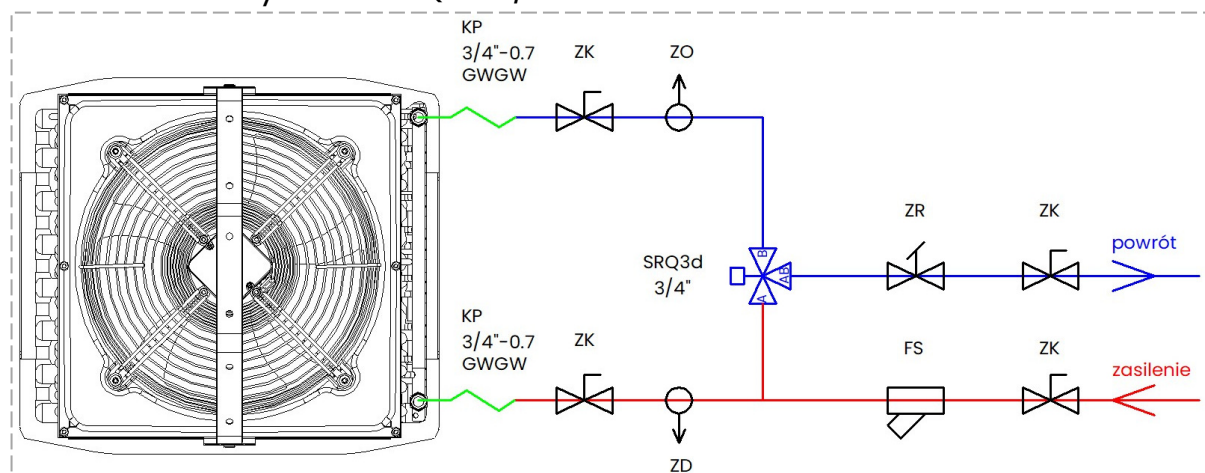 KP
3/4"-0.7
GWGW
ZK
ZO
SRQ3d
3/4"
B
AB
A
ZR
ZK
powrót
KP
3/4"-0.7
GWGW
ZK
ZD
FS
ZK
zasilenie